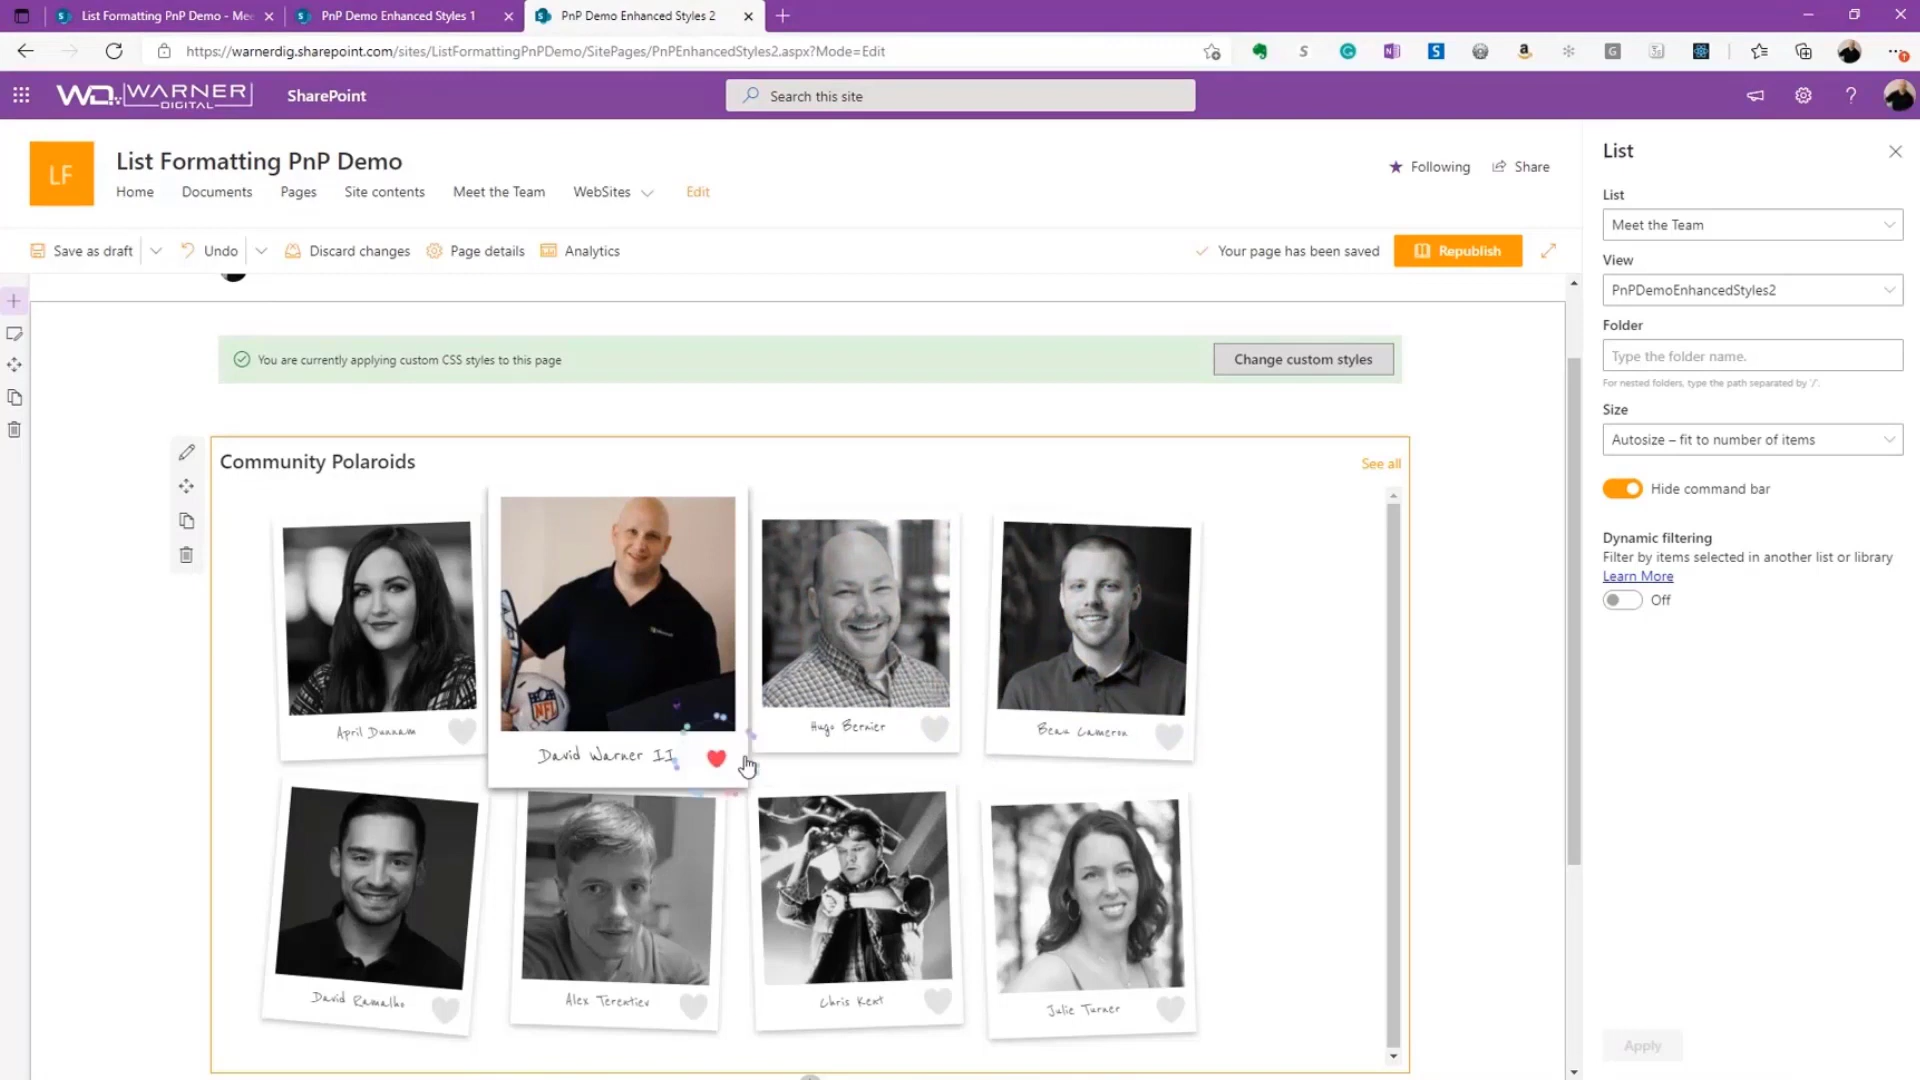 List Formatting PnP Demo - Mee
PnP Demo Enhanced Styles 1
PnP Demo Enhanced Styles 2
https://warnerdig.sharepoint.com/sites/ListFormattingPnPDemo/SitePages/PnPEnhancedStyles2.aspx?Mode=Edit
WD WARNER DIGITAL
SharePoint
Search this site
LF
List Formatting PnP Demo
Following
Share
Home Documents Pages Site contents Meet the Team WebSites Edit
Save as draft Undo Discard changes Page details Analytics
Your page has been saved
Republish
You are currently applying custom CSS styles to this page
Change custom styles
Community Polaroids
See all
NFL
April Dunnam
David Warner II
Hugo Bernier
Beau Cameron
David Ramalho
Alex Terentiev
Chris Kent
Julie Turner
List
List
Meet the Team
View
PnPDemoEnhancedStyles2
Folder
Type the folder name.
For nested folders, type the path separated by '/'.
Size
Autosize – fit to number of items
Hide command bar
Dynamic filtering
Filter by items selected in another list or library
Learn More
Off
Apply